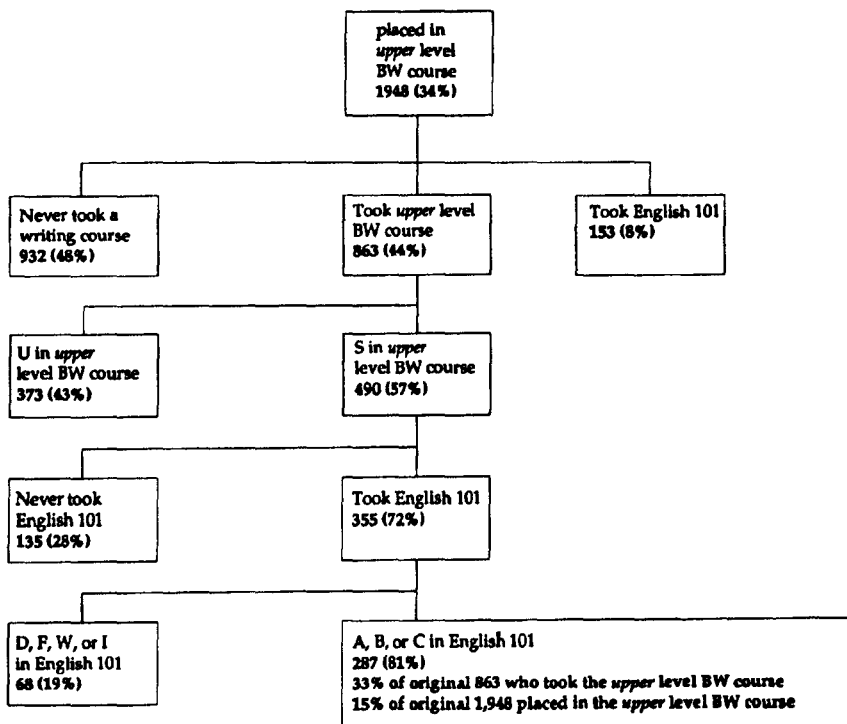 placed in
upper level
BW course
1948 (34%)
Never took a
writing course
932 (48%)
Took upper level
BW course
863 (44%)
Took English 101
153 (8%)
U in upper
level BW course
373 (43%)
S in upper
level BW course
490 (57%)
Never took
English 101
135 (28%)
Took English 101
355 (72%)
D, F, W, or I
in English 101
68 (19%)
A, B, or C in English 101
287 (81%)
33% of original 863 who took the upper level BW course
15% of original 1,948 placed in the upper level BW course